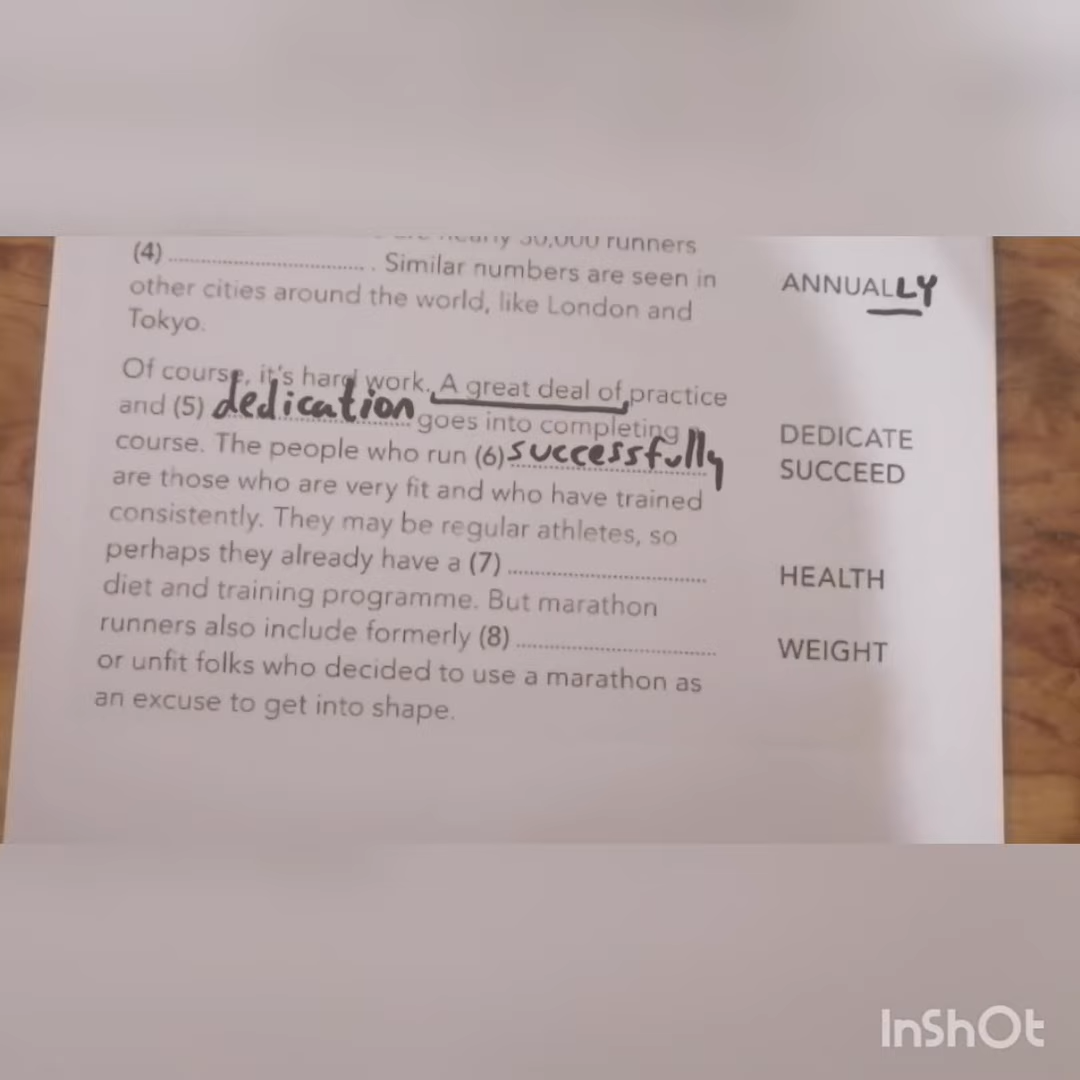 nearly 50,000 runners
(4) .............................. . Similar numbers are seen in ANNUALLY
other cities around the world, like London and
Tokyo.
Of course, it's hard work. A great deal of practice
and (5) dedication goes into completing a DEDICATE
course. The people who run (6) successfully SUCCEED
are those who are very fit and who have trained
consistently. They may be regular athletes, so
perhaps they already have a (7) .............................. HEALTH
diet and training programme. But marathon
runners also include formerly (8) .............................. WEIGHT
or unfit folks who decided to use a marathon as
an excuse to get into shape.
InShOt